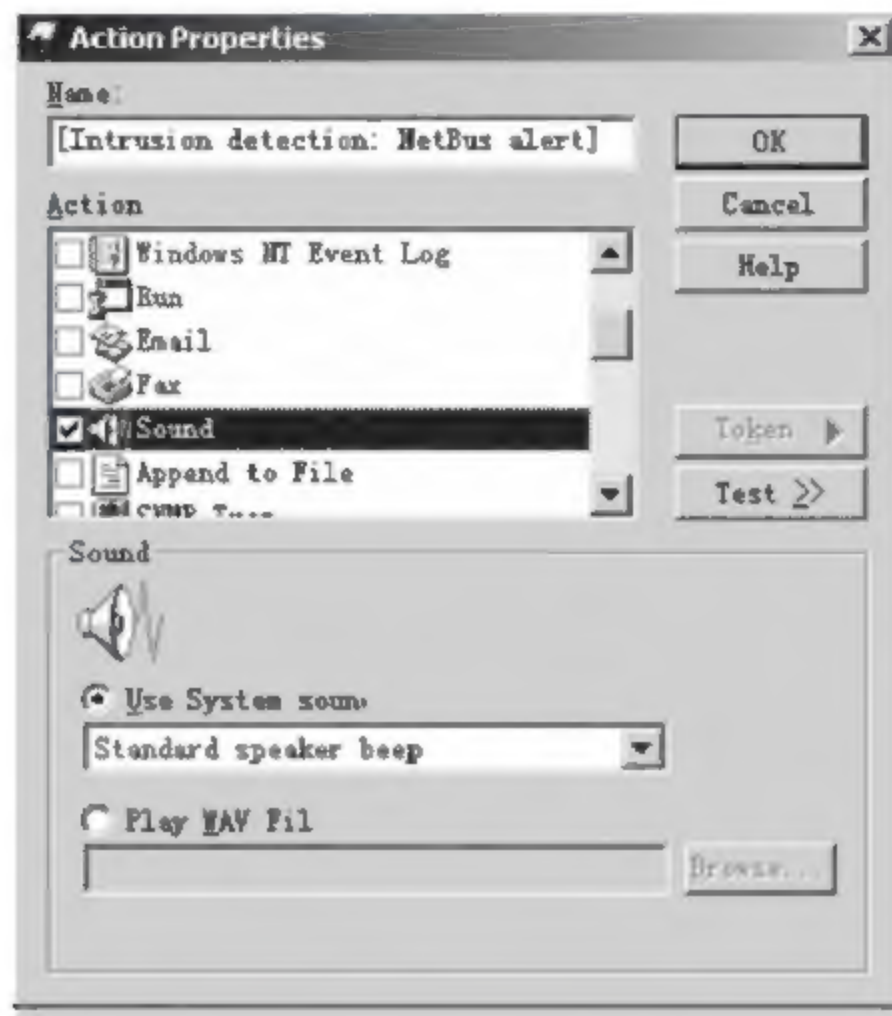 Action Properties
Name:
[Intrusion detection: NetBus alert]
OK
Action
Cancel
Windows NT Event Log
Help
Run
Email
Fax
Sound
Token
Append to File
Test >>
Sound
Use System soun
Standard speaker beep
Play WAV Fil
Browse...